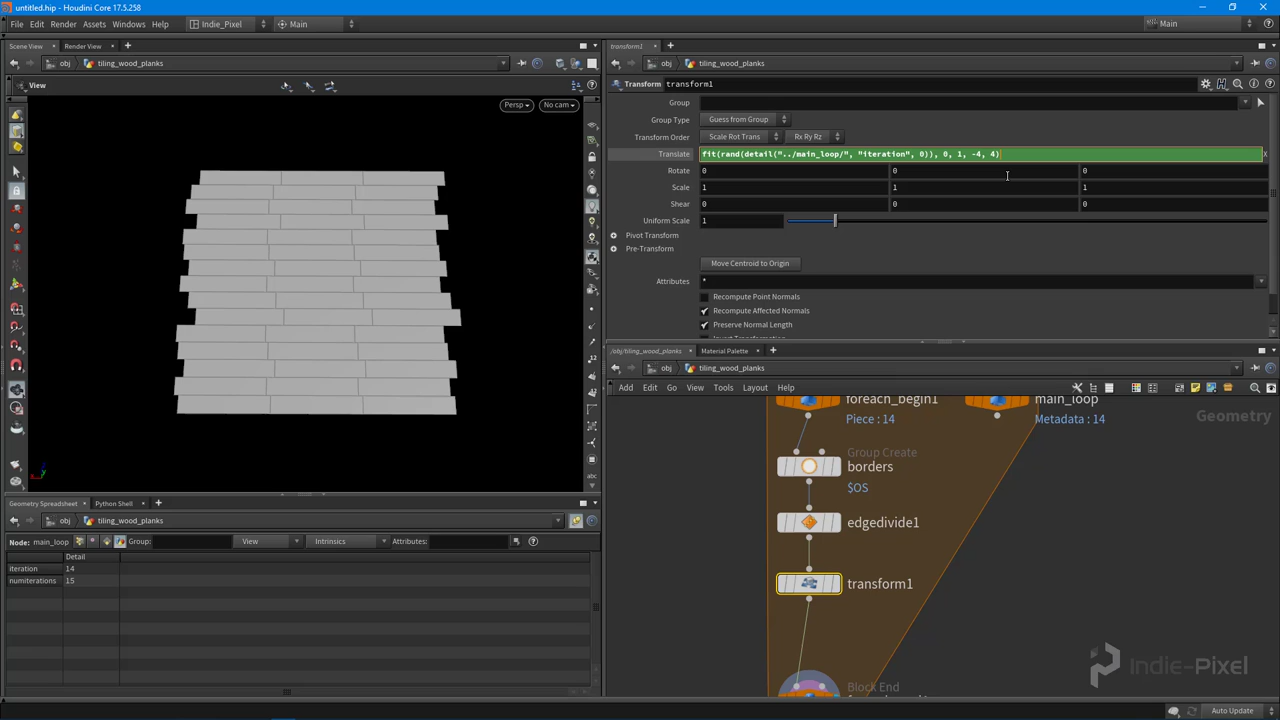 untitled.hip - Houdini Core 17.5.258
File Edit Render Assets Windows Help Indie_Pixel Main Main
Scene View Render View
obj tiling_wood_planks
View
Persp No cam
Geometry Spreadsheet Python Shell
obj tiling_wood_planks
Node: main_loop Group: View Intrinsics Attributes:
Detail
iteration 14
numiterations 15
transform1
obj tiling_wood_planks
Transform transform1
Group
Group Type Guess from Group
Transform Order Scale Rot Trans Rx Ry Rz
Translate fit(rand(detail("../main_loop/", "iteration", 0)), 0, 1, -4, 4)
Rotate 0 0 0
Scale 1 1 1
Shear 0 0 0
Uniform Scale 1
Pivot Transform
Pre-Transform
Move Centroid to Origin
Attributes *
Recompute Point Normals
Recompute Affected Normals
Preserve Normal Length
/obj/tiling_wood_planks Material Palette
obj tiling_wood_planks
Add Edit Go View Tools Layout Help
foreach_begin1 main_loop
Piece : 14 Metadata : 14
Geometry
Group Create
borders
$OS
edgedivide1
transform1
Block End
Indie-Pixel
Auto Update